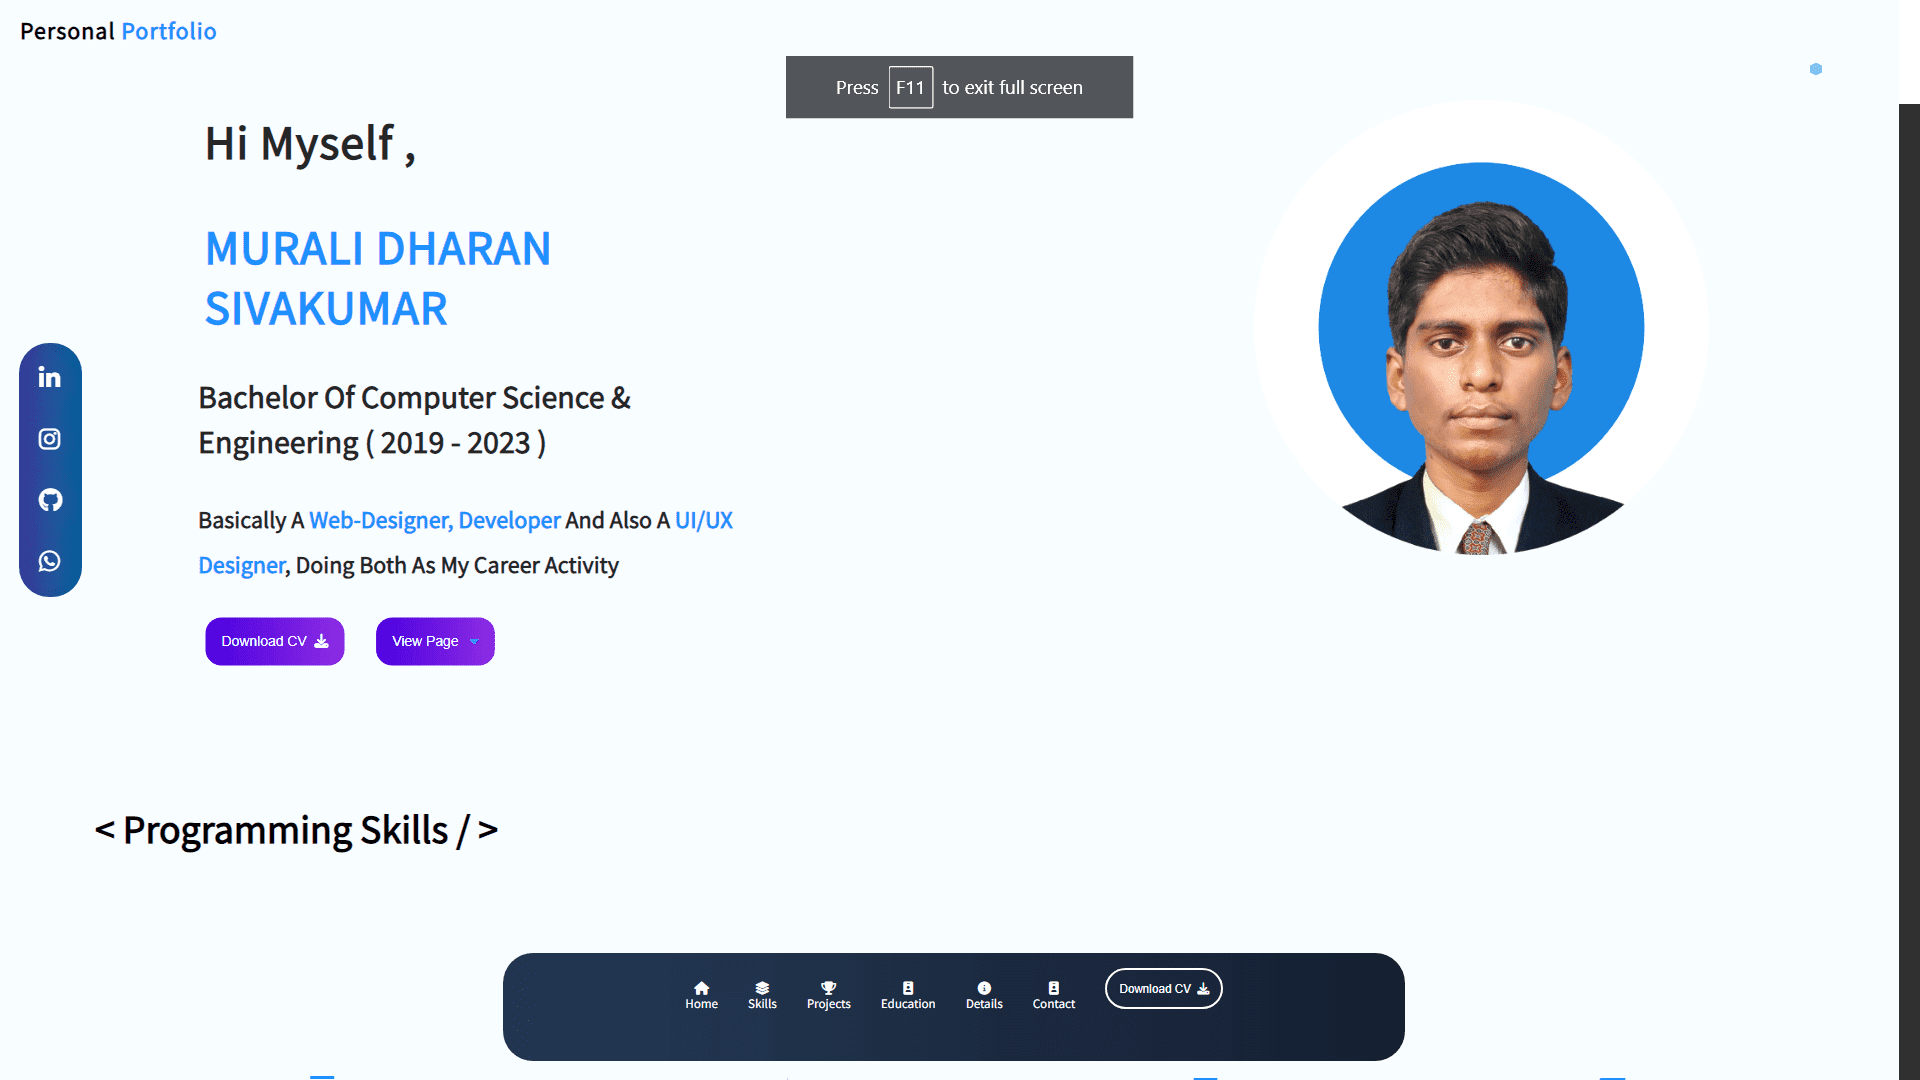 Personal Portfolio
Press F11 to exit full screen
Hi Myself ,
MURALI DHARAN
SIVAKUMAR
Bachelor Of Computer Science &
Engineering ( 2019 - 2023 )
Basically A Web-Designer, Developer And Also A UI/UX
Designer, Doing Both As My Career Activity
Download CV
View Page
< Programming Skills / >
Home
Skills
Projects
Education
Details
Contact
Download CV